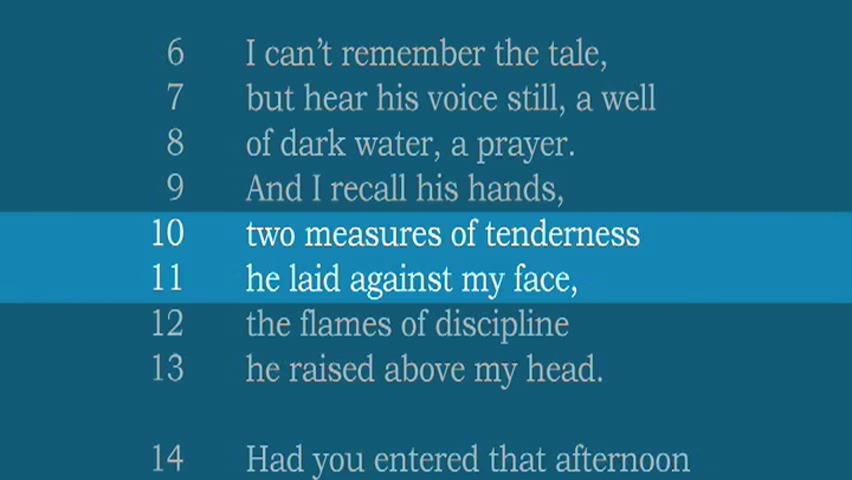 6 I can’t remember the tale,
7 but hear his voice still, a well
8 of dark water, a prayer.
9 And I recall his hands,
10 two measures of tenderness
11 he laid against my face,
12 the flames of discipline
13 he raised above my head.
14 Had you entered that afternoon